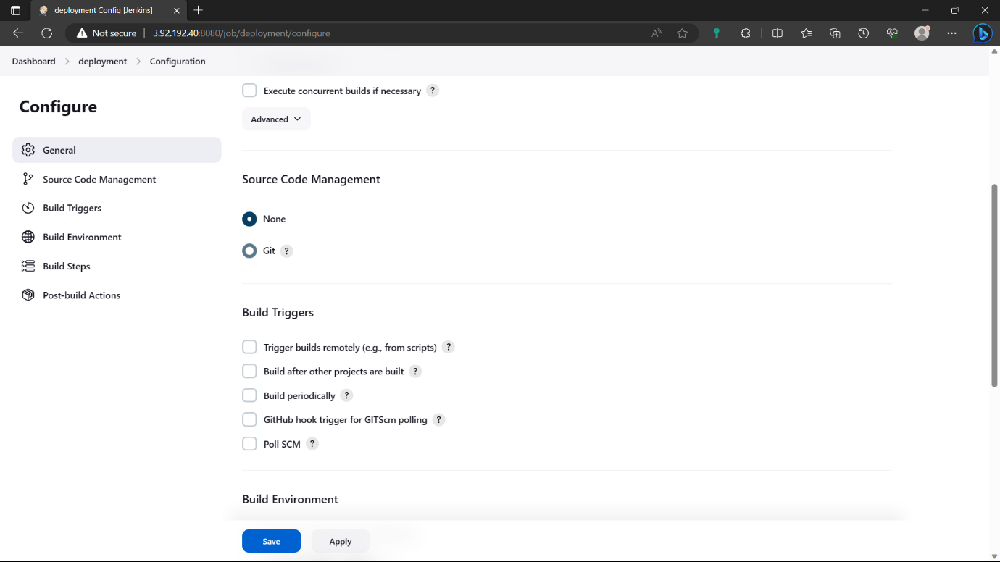 deployment Config [Jenkins]
Not secure
3.92.192.40:8080/job/deployment/configure
Dashboard
deployment
Configuration
Configure
General
Source Code Management
Build Triggers
Build Environment
Build Steps
Post-build Actions
Execute concurrent builds if necessary ?
Advanced
Source Code Management
None
Git ?
Build Triggers
Trigger builds remotely (e.g., from scripts) ?
Build after other projects are built ?
Build periodically ?
GitHub hook trigger for GITScm polling ?
Poll SCM ?
Build Environment
Save
Apply